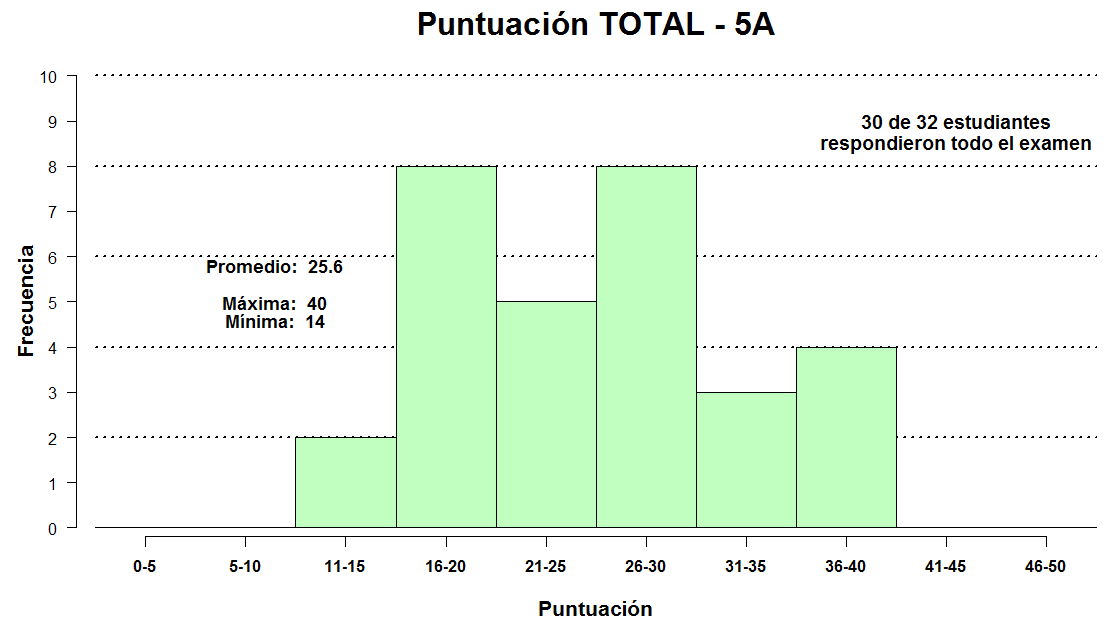 Puntuación TOTAL - 5A
10
9
8
7
6
5
4
3
2
1
0
Frecuencia
30 de 32 estudiantes
respondieron todo el examen
Promedio: 25.6
Máxima: 40
Mínima: 14
0-5 5-10 11-15 16-20 21-25 26-30 31-35 36-40 41-45 46-50
Puntuación